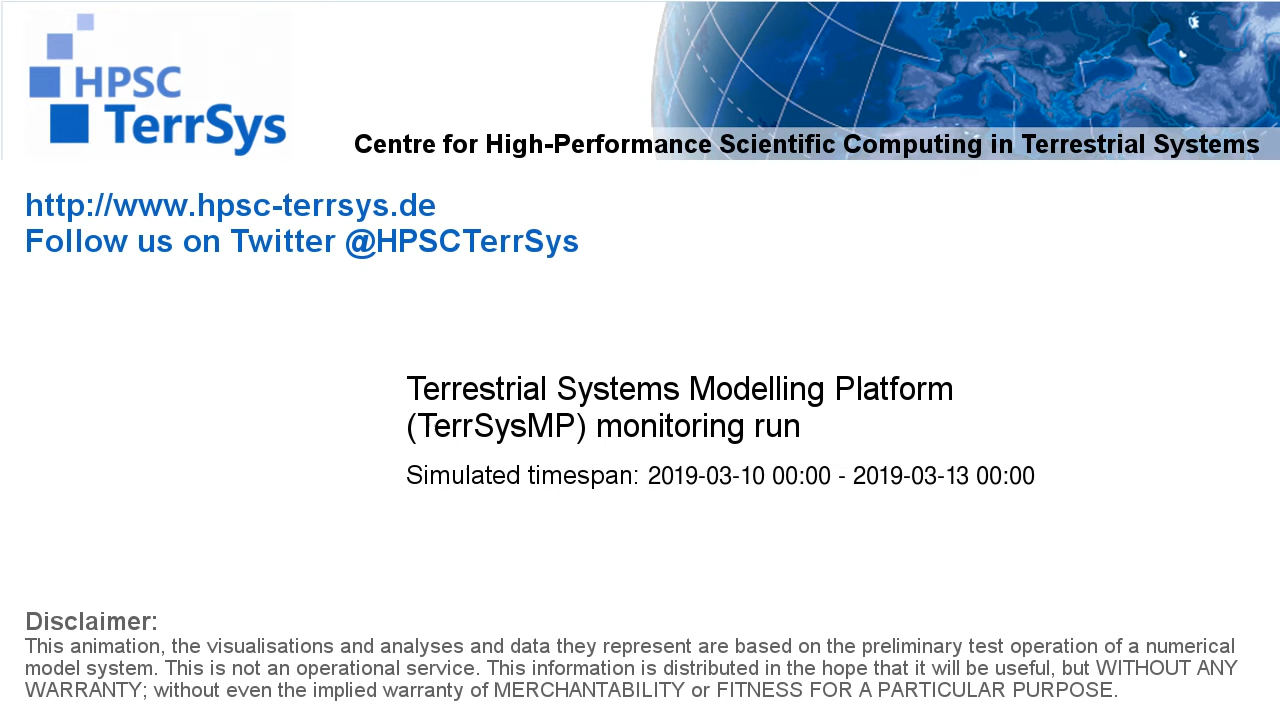 HPSC
TerrSys
Centre for High-Performance Scientific Computing in Terrestrial Systems
http://www.hpsc-terrsys.de
Follow us on Twitter @HPSCTerrSys
Terrestrial Systems Modelling Platform
(TerrSysMP) monitoring run
Simulated timespan: 2019-03-10 00:00 - 2019-03-13 00:00
Disclaimer:
This animation, the visualisations and analyses and data they represent are based on the preliminary test operation of a numerical
model system. This is not an operational service. This information is distributed in the hope that it will be useful, but WITHOUT ANY
WARRANTY; without even the implied warranty of MERCHANTABILITY or FITNESS FOR A PARTICULAR PURPOSE.